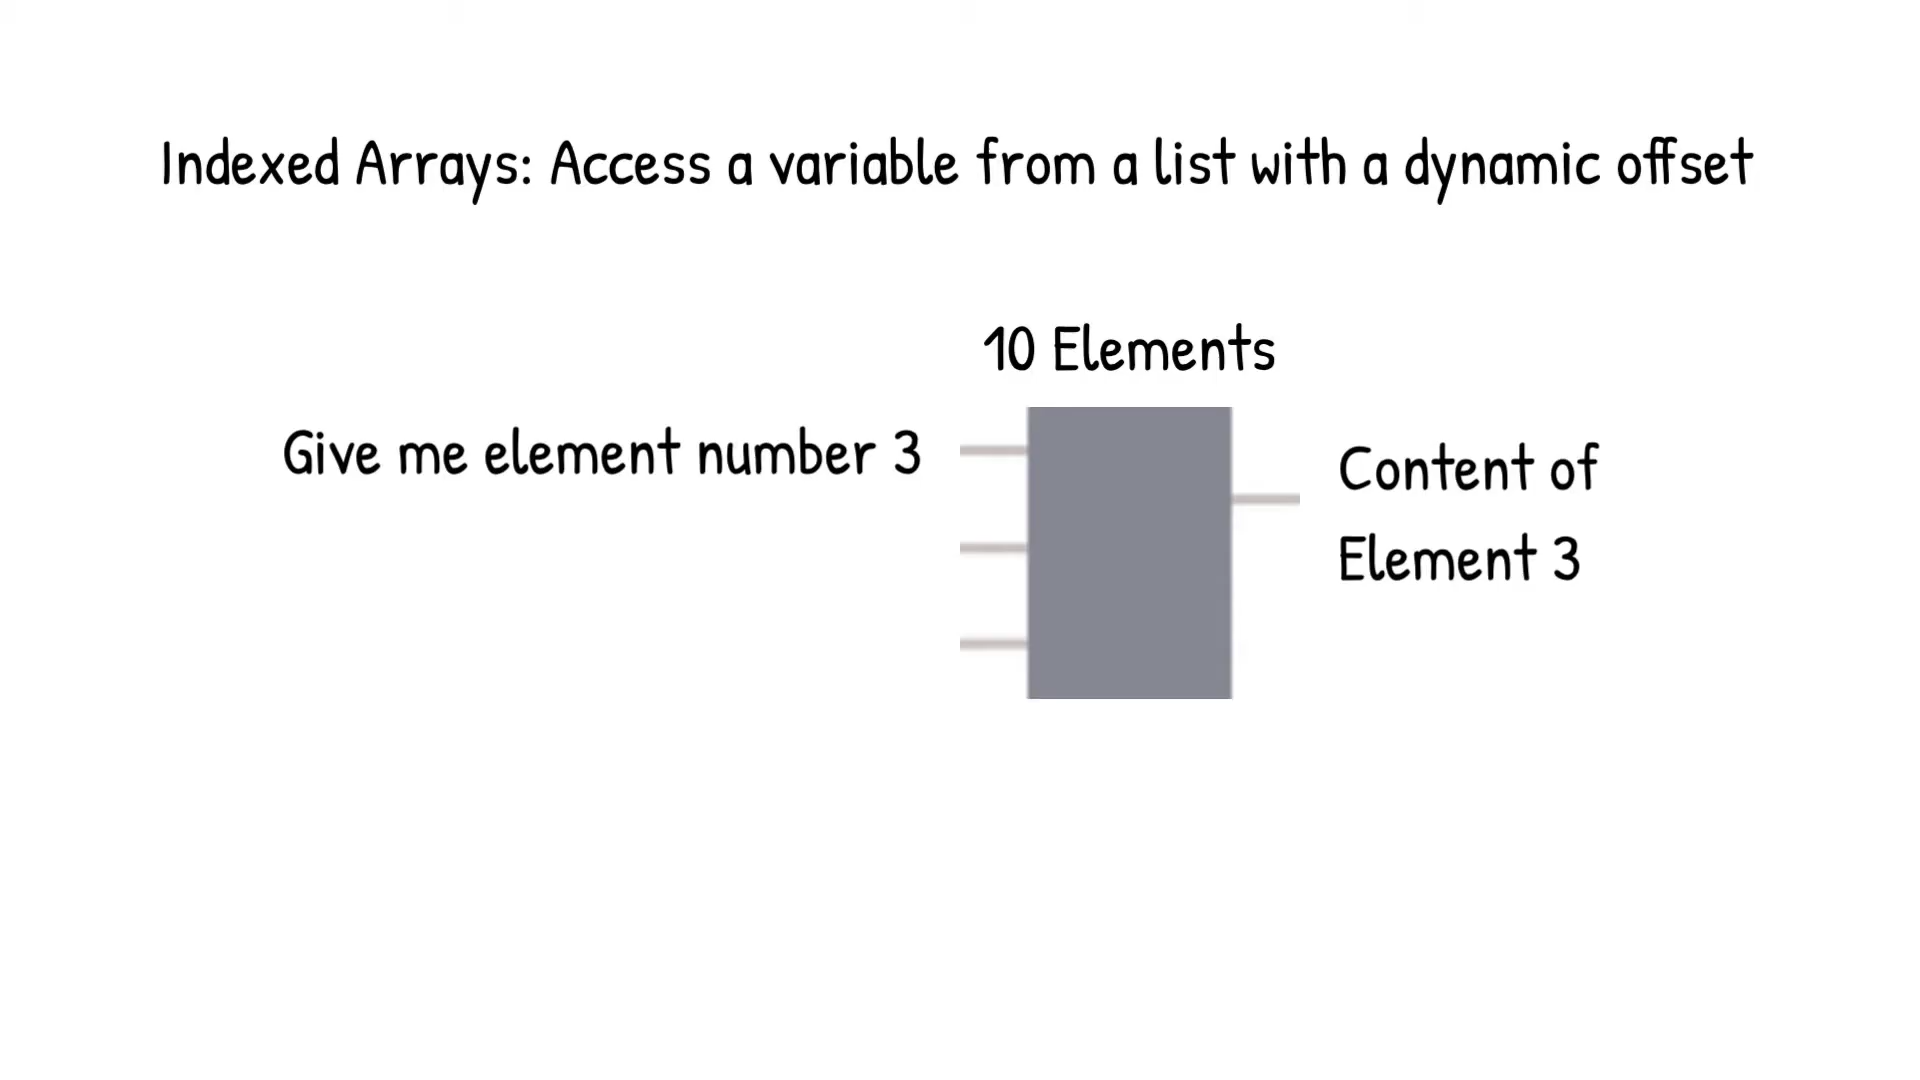 Indexed Arrays: Access a variable from a list with a dynamic offset
10 Elements
Give me element number 3
Content of
Element 3